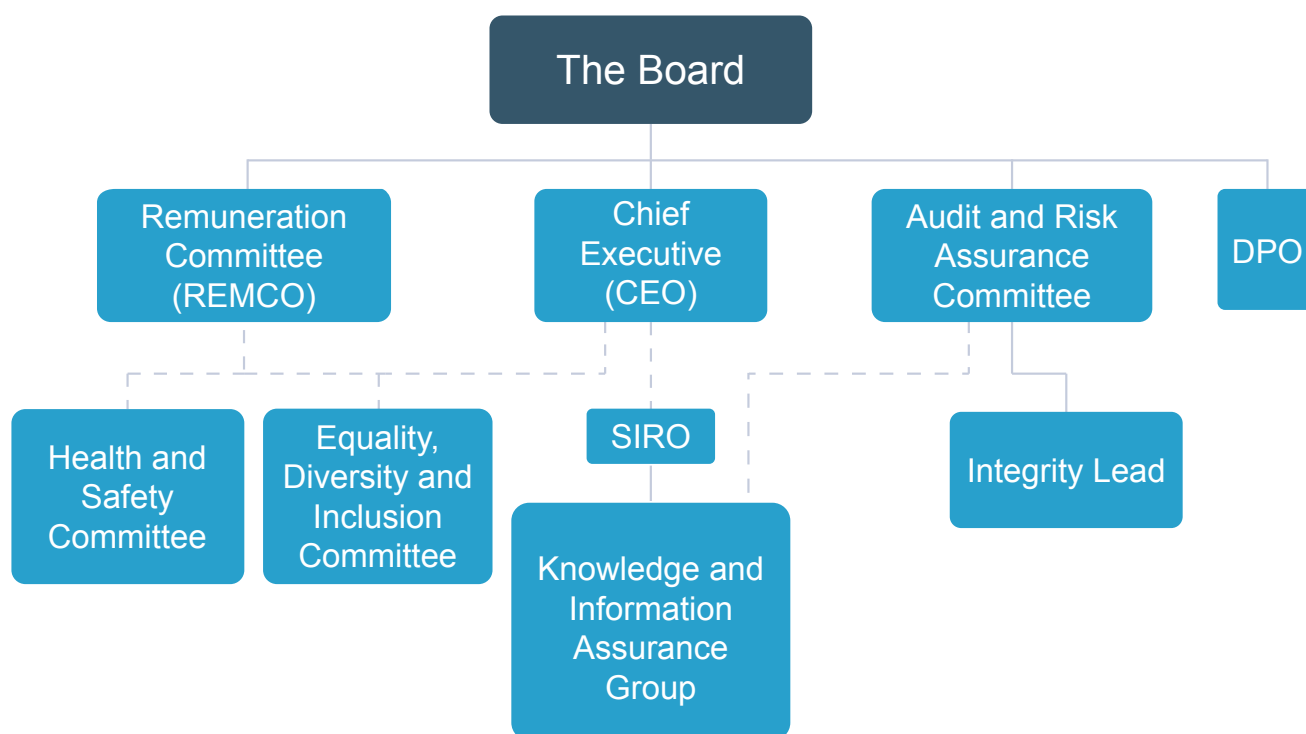 The Board
Remuneration
Committee
(REMCO)
Chief
Executive
(CEO)
Audit and Risk
Assurance
Committee
DPO
Health and
Safety
Committee
Equality,
Diversity and
Inclusion
Committee
SIRO
Knowledge and
Information
Assurance
Group
Integrity Lead